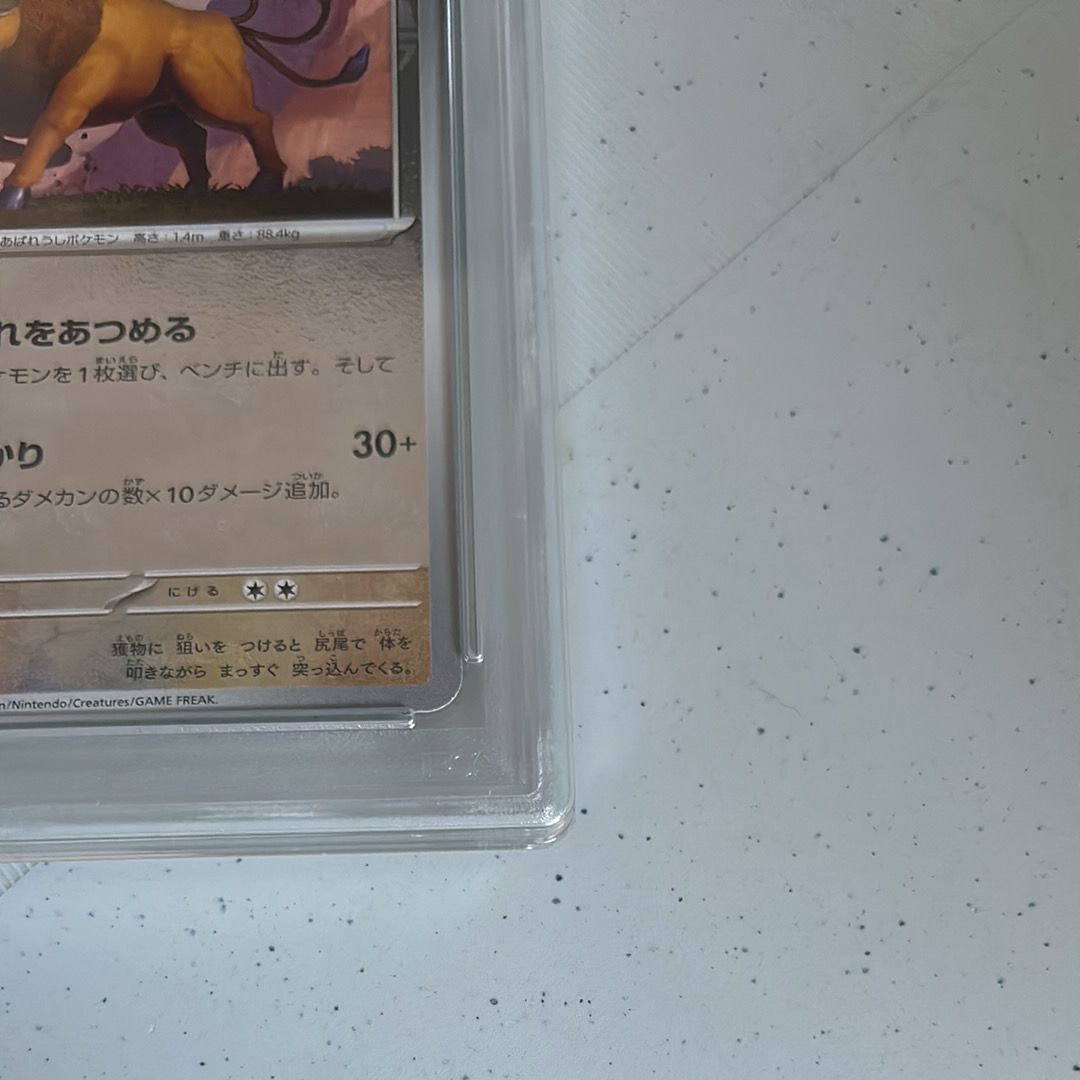 あばれうしポケモン 高さ：1.4m 重さ：88.4kg
れをあつめる
ケモンを1枚選び、ベンチに出す。そして
かり 30+
るダメカンの数×10ダメージ追加。
にげる
獲物に 狙いを つけると 尻尾で 体を
叩きながら まっすぐ 突っ込んでくる。
n/Nintendo/Creatures/GAME FREAK.
PSA